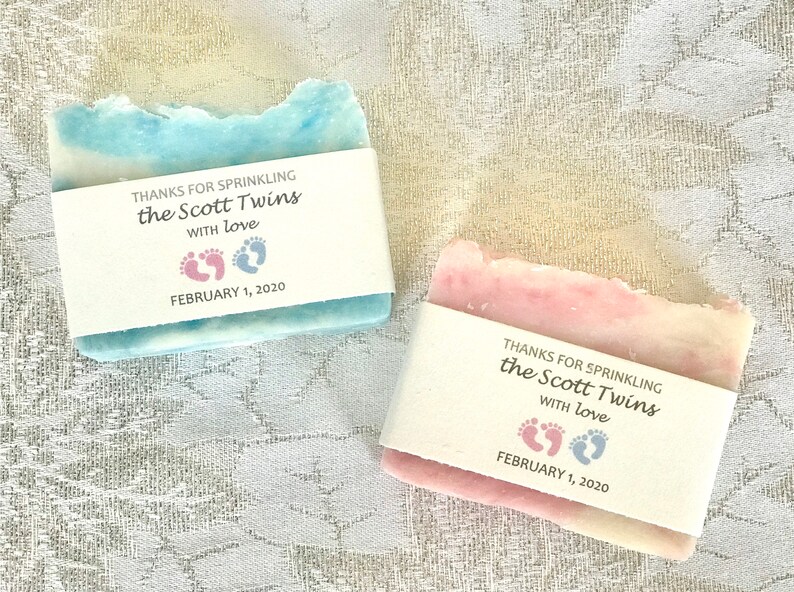 THANKS FOR SPRINKLING
the Scott Twins
WITH love
FEBRUARY 1, 2020
THANKS FOR SPRINKLING
the Scott Twins
WITH love
FEBRUARY 1, 2020